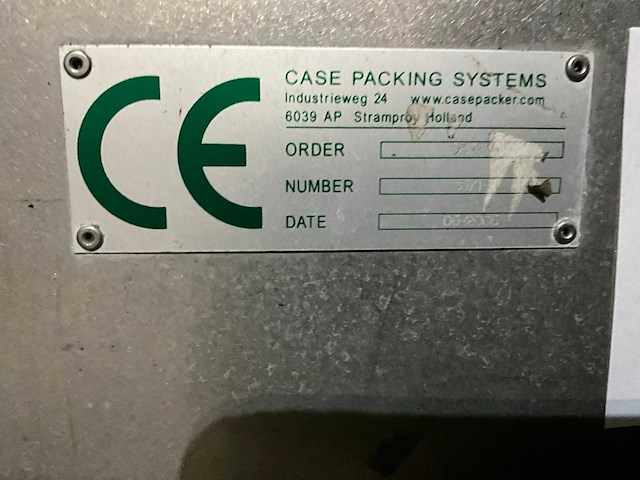 CE
CASE PACKING SYSTEMS
Industrieweg 24 www.casepacker.com
6039 AP Stramproy Holland
ORDER
NUMBER
DATE